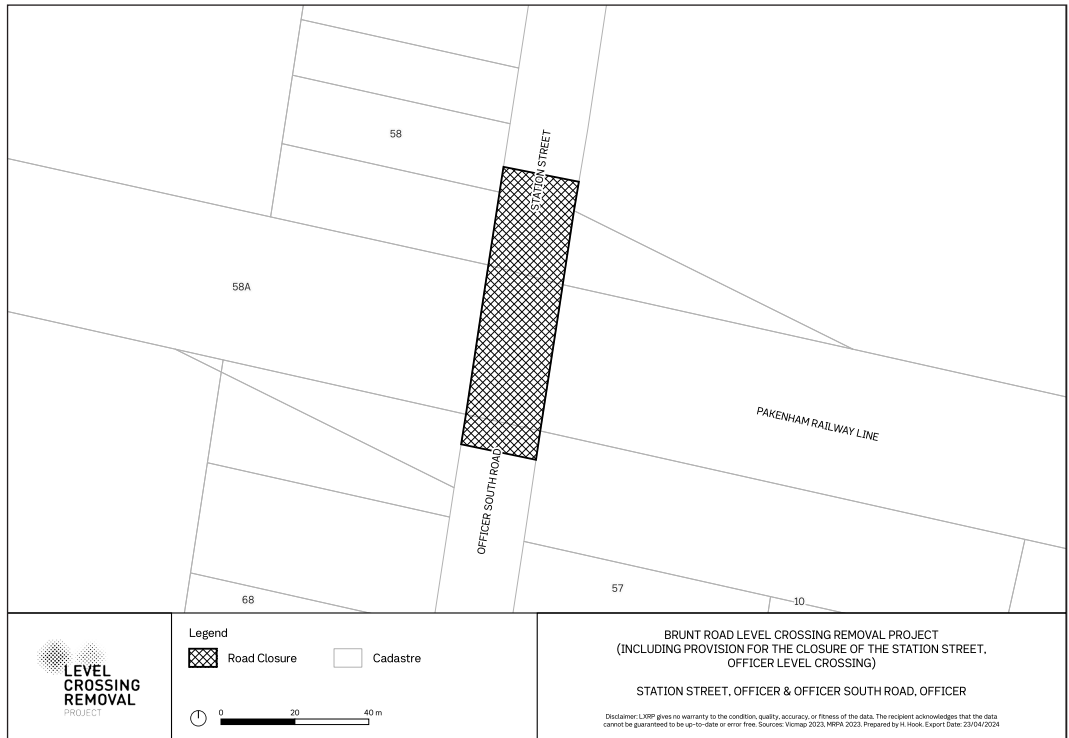 58
STATION STREET
58A
PAKENHAM RAILWAY LINE
OFFICER SOUTH ROAD
57
10
68
LEVEL
CROSSING
REMOVAL
PROJECT
Legend
Road Closure
Cadastre
0 20 40 m
BRUNT ROAD LEVEL CROSSING REMOVAL PROJECT
(INCLUDING PROVISION FOR THE CLOSURE OF THE STATION STREET,
OFFICER LEVEL CROSSING)
STATION STREET, OFFICER & OFFICER SOUTH ROAD, OFFICER
Disclaimer: LXRP gives no warranty to the condition, quality, accuracy, or fitness of the data. The recipient acknowledges that the data
cannot be guaranteed to be up-to-date or error free. Sources: Vicmap 2023, MRPA 2023. Prepared by H. Hook. Export Date: 23/04/2024